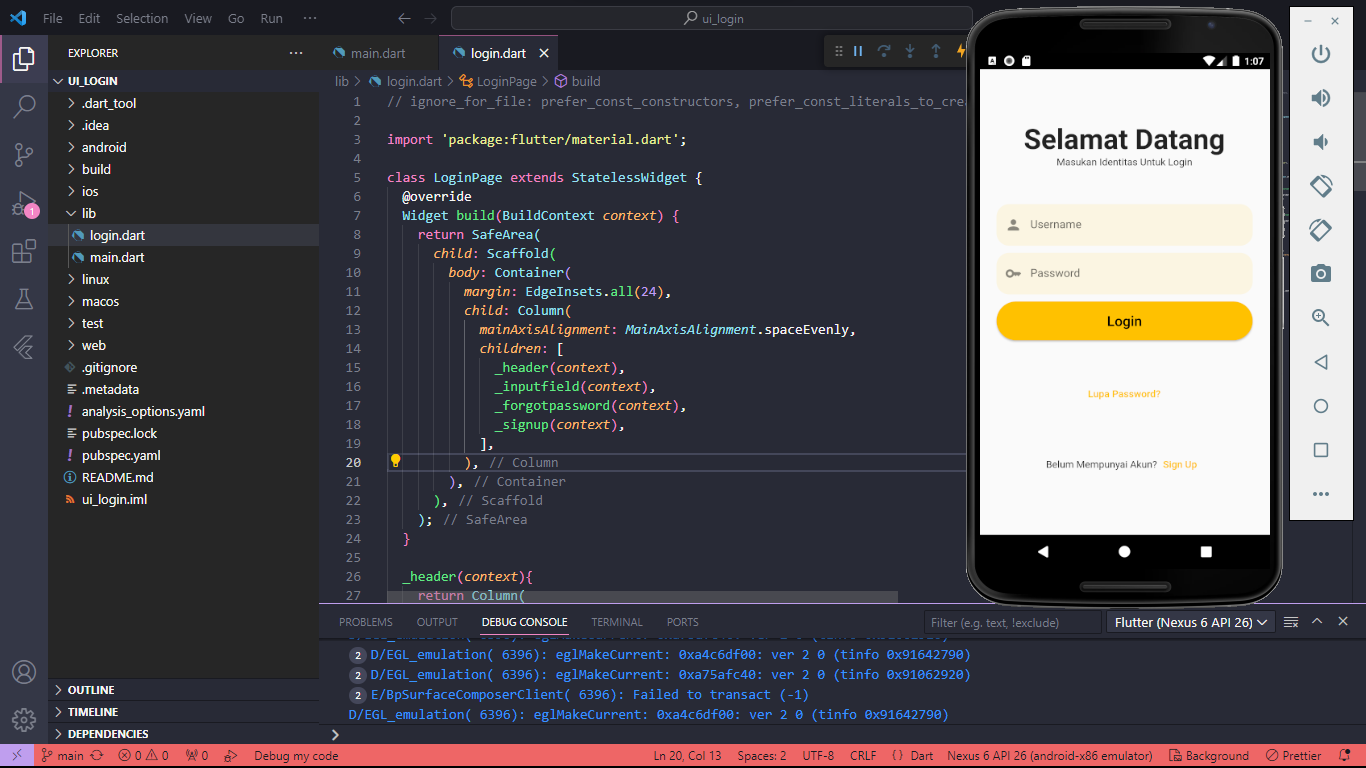 File Edit Selection View Go Run ···
ui_login
EXPLORER ···
UI_LOGIN
.dart_tool
.idea
android
build
ios
lib
login.dart
main.dart
linux
macos
test
web
.gitignore
.metadata
! analysis_options.yaml
pubspec.lock
! pubspec.yaml
README.md
ui_login.iml
OUTLINE
TIMELINE
DEPENDENCIES
1
main.dart login.dart
lib > login.dart > LoginPage > build
1 // ignore_for_file: prefer_const_constructors, prefer_const_literals_to_crea
2
3 import 'package:flutter/material.dart';
4
5 class LoginPage extends StatelessWidget {
6 @override
7 Widget build(BuildContext context) {
8 return SafeArea(
9 child: Scaffold(
10 body: Container(
11 margin: EdgeInsets.all(24),
12 child: Column(
13 mainAxisAlignment: MainAxisAlignment.spaceEvenly,
14 children: [
15 _header(context),
16 _inputfield(context),
17 _forgotpassword(context),
18 _signup(context),
19 ],
20 ), // Column
21 ), // Container
22 ), // Scaffold
23 ); // SafeArea
24 }
25
26 _header(context){
27 return Column(
1:07
Selamat Datang
Masukan Identitas Untuk Login
Username
Password
Login
Lupa Password?
Belum Mempunyai Akun? Sign Up
PROBLEMS OUTPUT DEBUG CONSOLE TERMINAL PORTS
Filter (e.g. text, !exclude)
Flutter (Nexus 6 API 26)
2 D/EGL_emulation( 6396): eglMakeCurrent: 0xa4c6df00: ver 2 0 (tinfo 0x91642790)
2 D/EGL_emulation( 6396): eglMakeCurrent: 0xa75afc40: ver 2 0 (tinfo 0x91062920)
2 E/BpSurfaceComposerClient( 6396): Failed to transact (-1)
D/EGL_emulation( 6396): eglMakeCurrent: 0xa4c6df00: ver 2 0 (tinfo 0x91642790)
main 0 0 0 Debug my code Ln 20, Col 13 Spaces: 2 UTF-8 CRLF { } Dart Nexus 6 API 26 (android-x86 emulator) Background Prettier